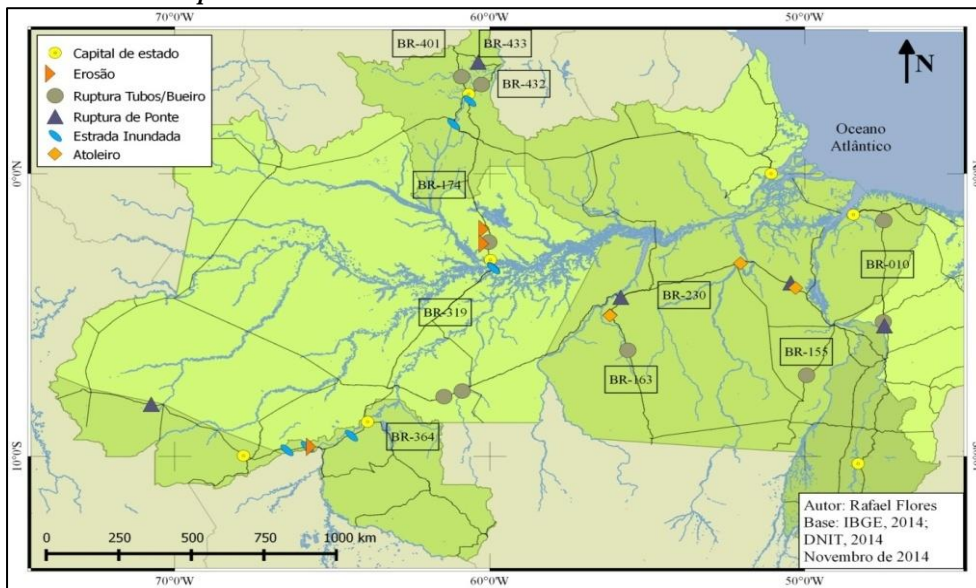 70°0'W
60°0'W
50°0'W
Capital de estado
Erosão
Ruptura Tubos/Bueiro
Ruptura de Ponte
Estrada Inundada
Atoleiro
BR-401
BR-433
BR-432
N
Oceano
Atlântico
0°0'N
0°0'N
BR-174
BR-010
BR-319
BR-230
BR-155
BR-163
BR-364
10°0'S
Autor: Rafael Flores
Base: IBGE, 2014;
DNIT, 2014
Novembro de 2014
0 250 500 750 1000 km
70°0'W
60°0'W
50°0'W